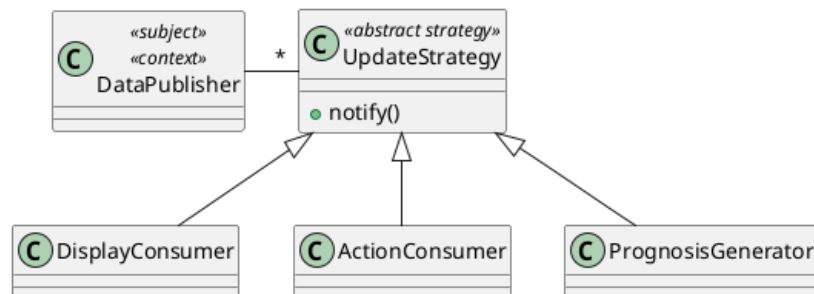 «subject»
«context»
C DataPublisher
*
«abstract strategy»
C UpdateStrategy
notify()
C DisplayConsumer
C ActionConsumer
C PrognosisGenerator